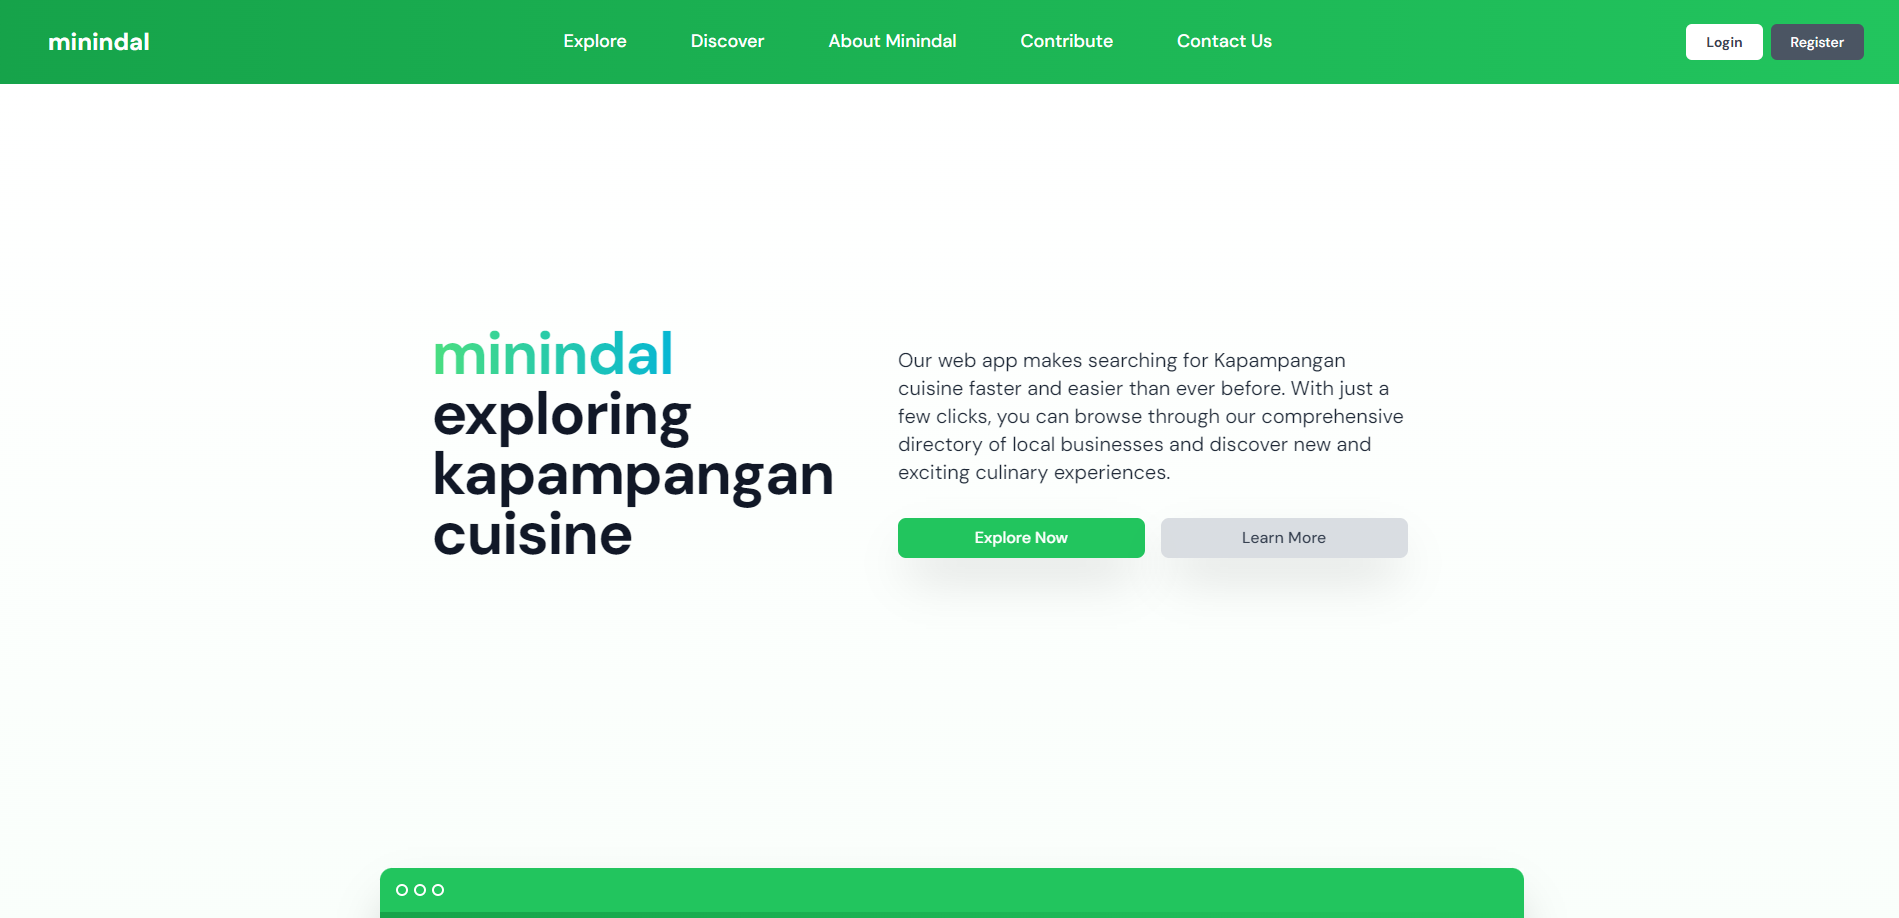 minindal
Explore
Discover
About Minindal
Contribute
Contact Us
Login
Register
minindal
exploring
kapampangan
cuisine
Our web app makes searching for Kapampangan
cuisine faster and easier than ever before. With just a
few clicks, you can browse through our comprehensive
directory of local businesses and discover new and
exciting culinary experiences.
Explore Now
Learn More